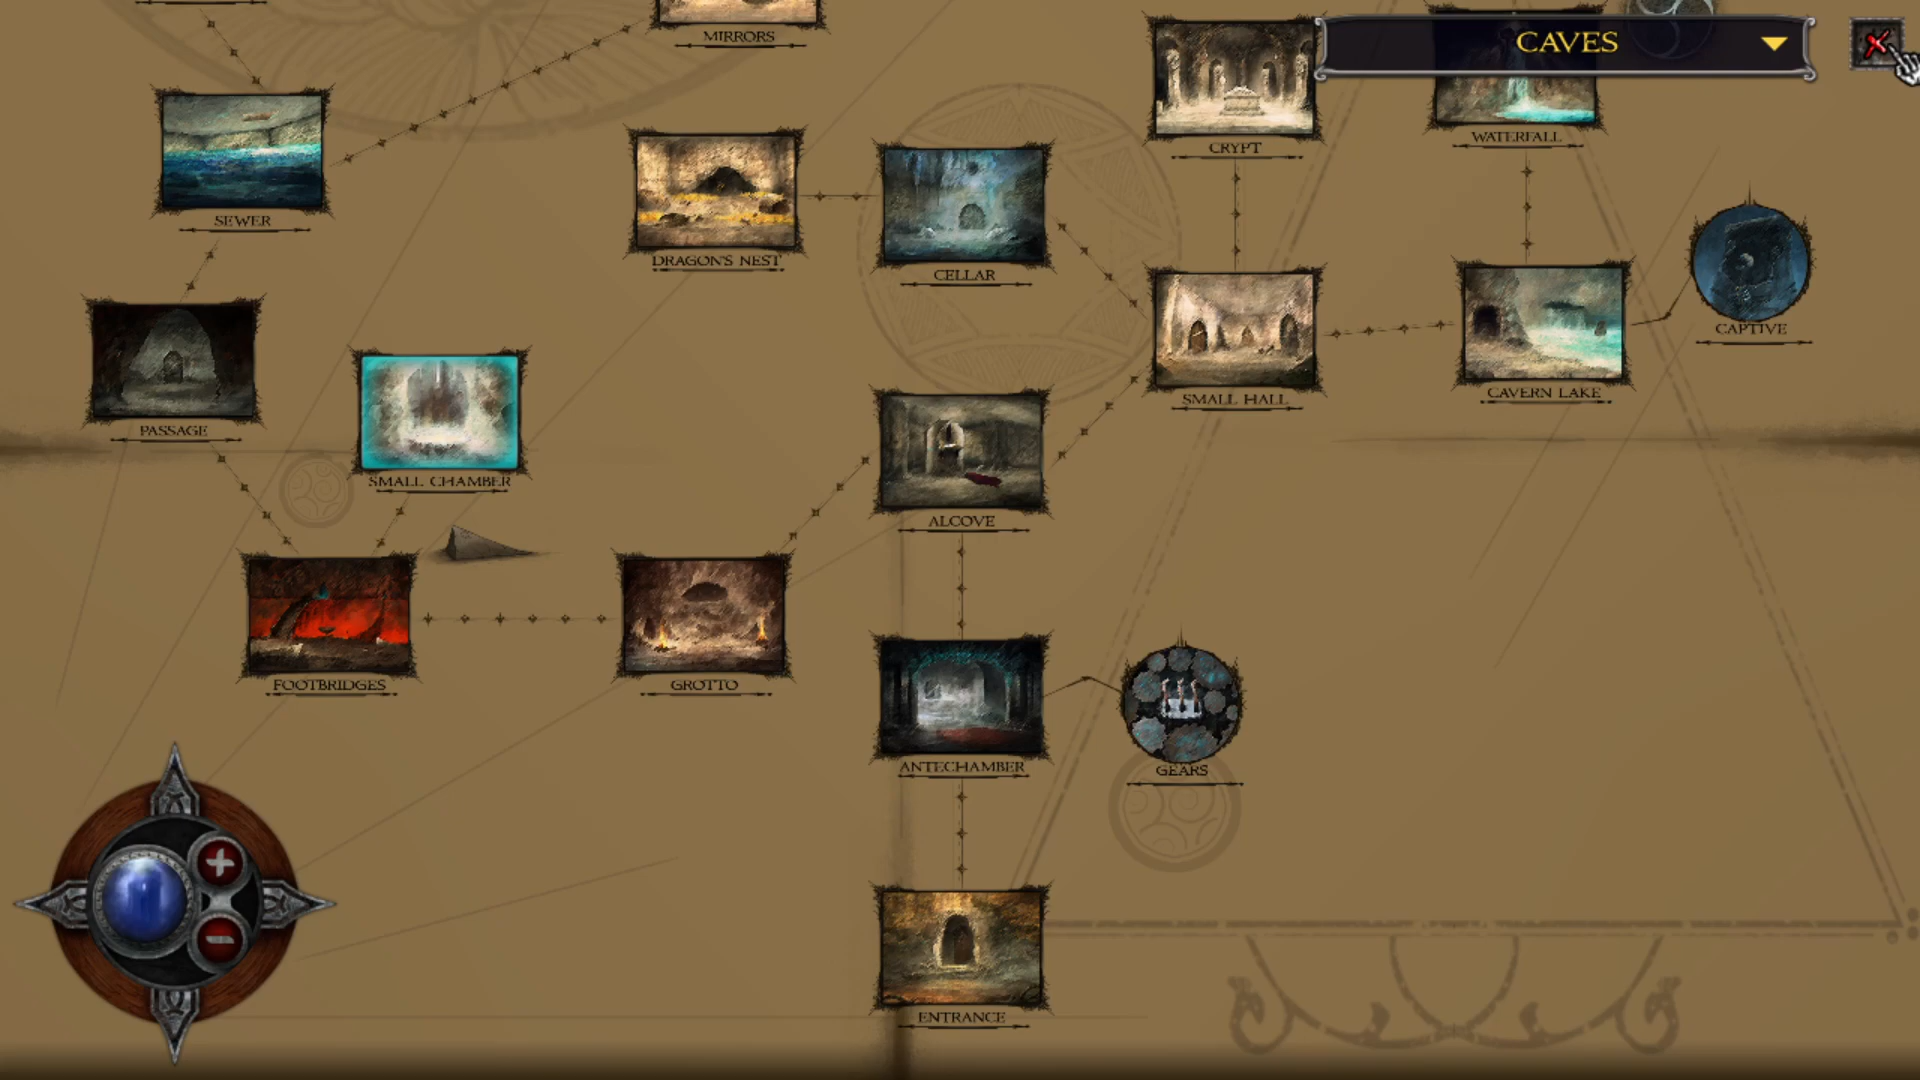 MIRRORS
CAVES
WATERFALL
CRYPT
SEWER
DRAGON'S NEST
CELLAR
CAPTIVE
CAVERN LAKE
SMALL HALL
PASSAGE
SMALL CHAMBER
ALCOVE
FOOTBRIDGES
GROTTO
ANTECHAMBER
GEARS
ENTRANCE